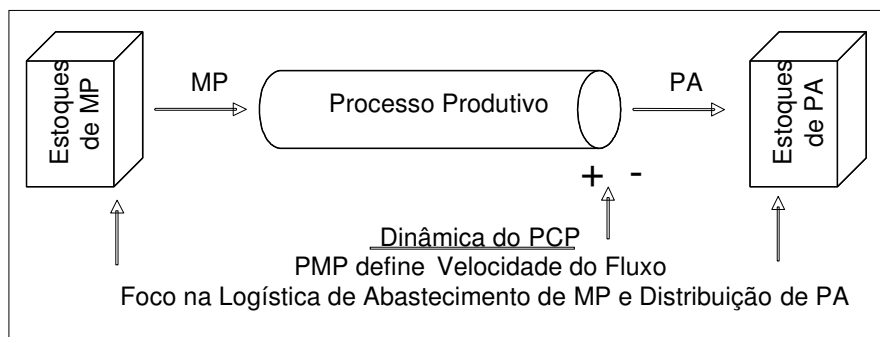 Estoques
de MP
MP
Processo Produtivo
PA
Estoques
de PA
+ -
Dinâmica do PCP
PMP define Velocidade do Fluxo
Foco na Logística de Abastecimento de MP e Distribuição de PA